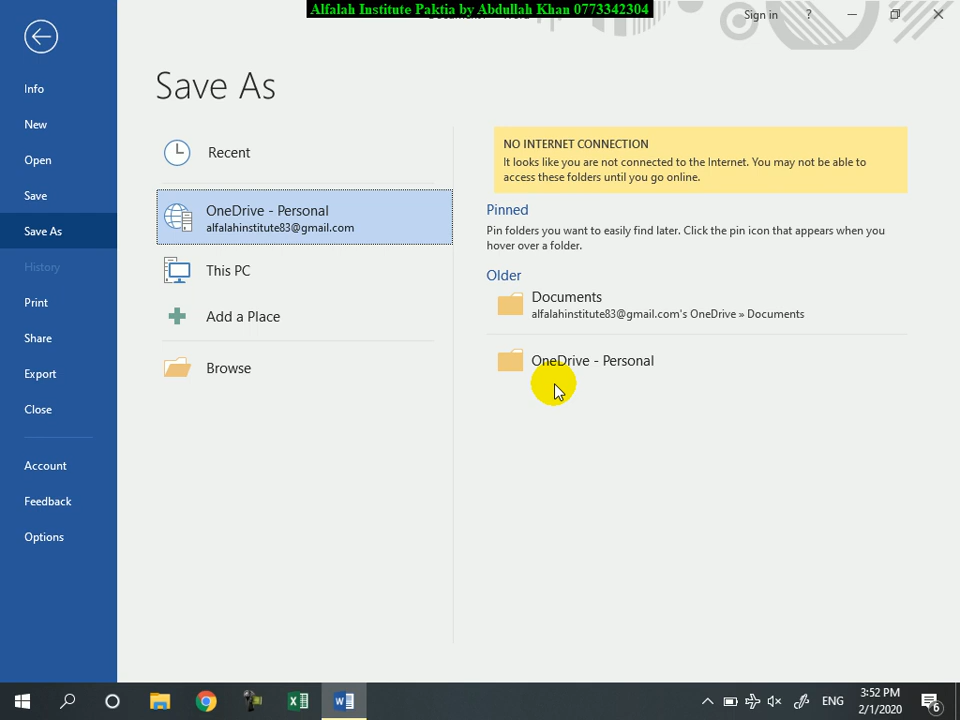 Alfalah Institute Paktia by Abdullah Khan 0773342304
Sign in
?
Info
New
Open
Save
Save As
History
Print
Share
Export
Close
Account
Feedback
Options
Save As
Recent
OneDrive - Personal
alfalahinstitute83@gmail.com
This PC
Add a Place
Browse
NO INTERNET CONNECTION
It looks like you are not connected to the Internet. You may not be able to
access these folders until you go online.
Pinned
Pin folders you want to easily find later. Click the pin icon that appears when you
hover over a folder.
Older
Documents
alfalahinstitute83@gmail.com's OneDrive » Documents
OneDrive - Personal
ENG
3:52 PM
2/1/2020
6